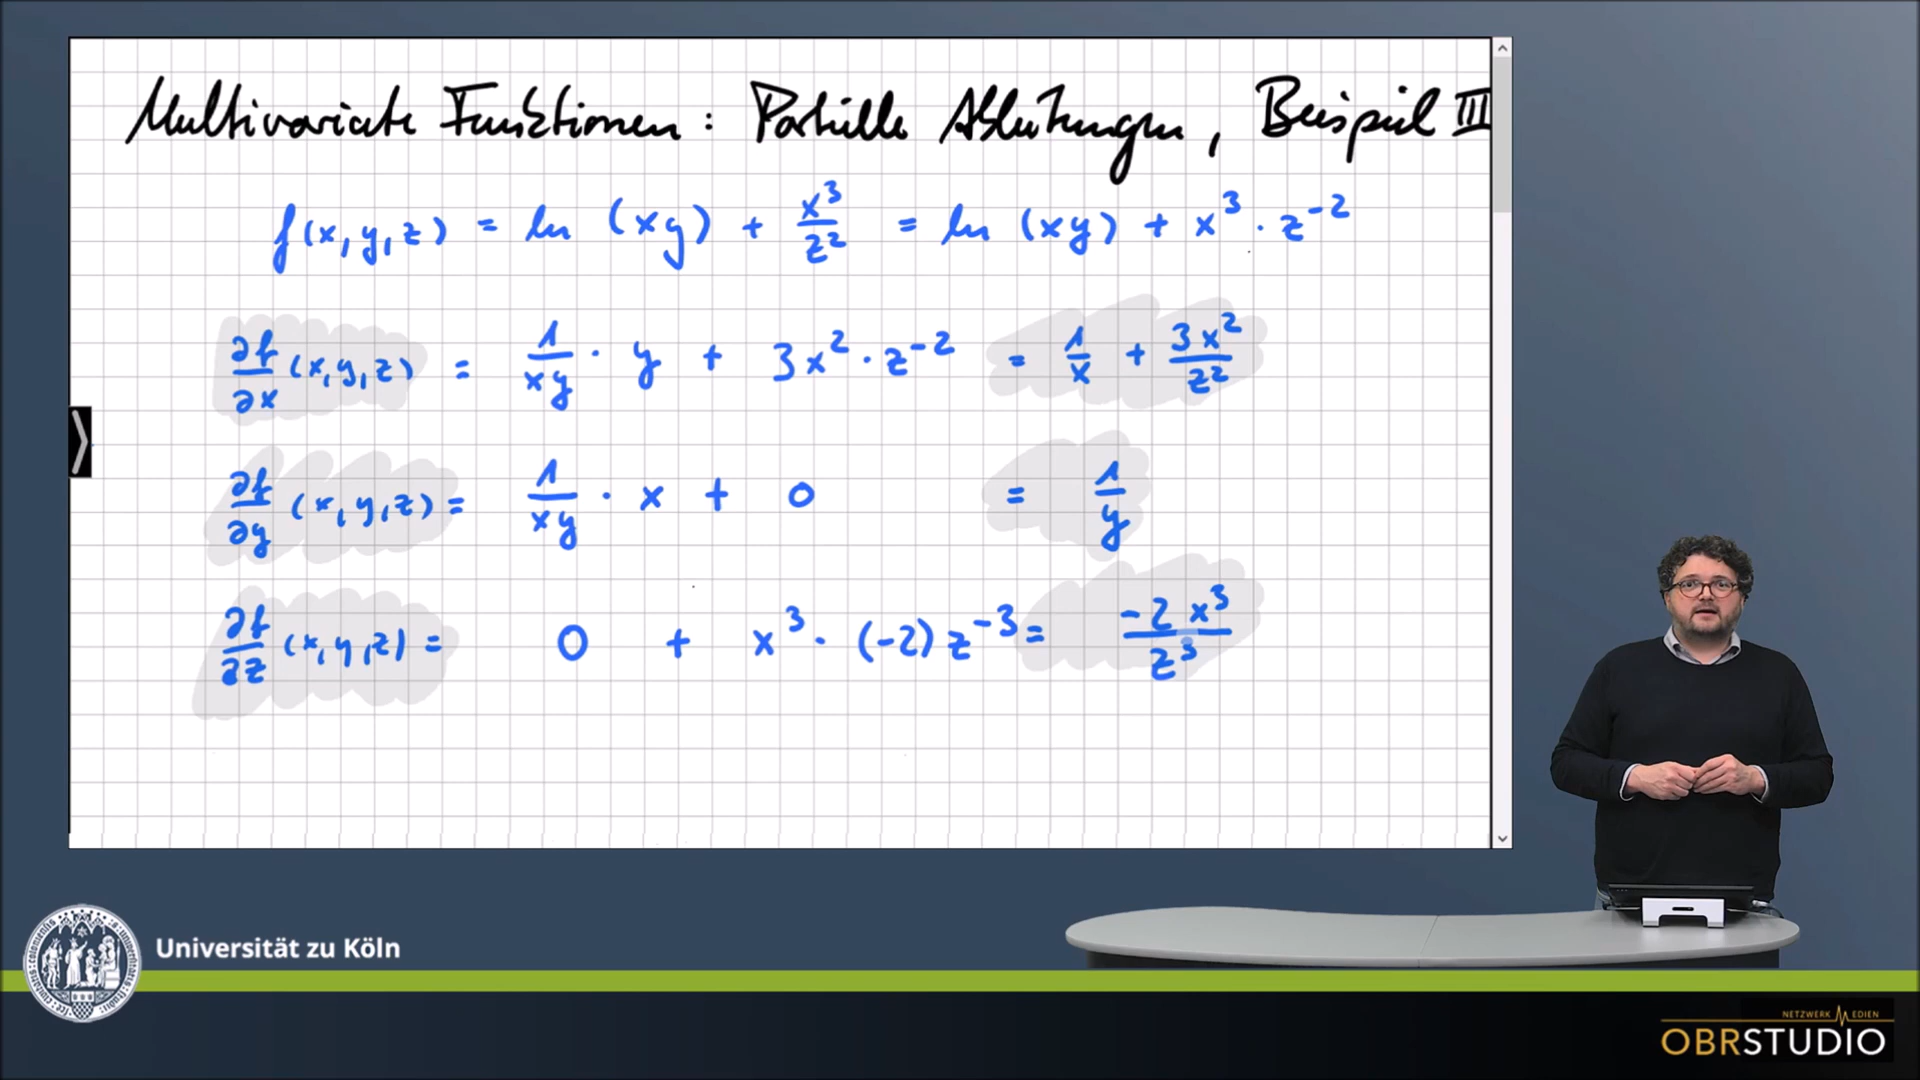 Multivariate Funktionen: Partielle Ableitungen, Beispiel III
f(x,y,z) = ln (xy) + x³/z² = ln (xy) + x³ · z⁻²
∂f/∂x (x,y,z) = 1/xy · y + 3x² · z⁻² = 1/x + 3x²/z²
∂f/∂y (x,y,z) = 1/xy · x + 0 = 1/y
∂f/∂z (x,y,z) = 0 + x³ · (-2) z⁻³ = -2x³/z³
Universität zu Köln
NETZWERK MEDIEN
OBRSTUDIO